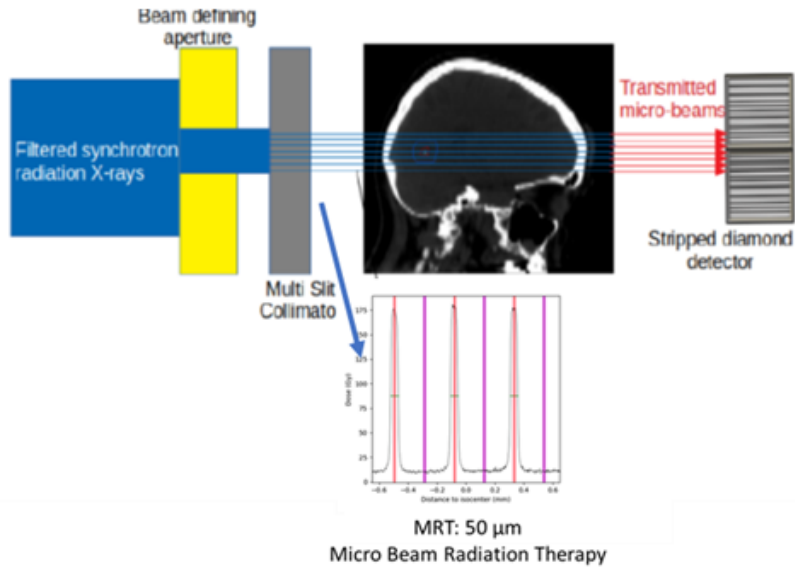 Beam defining
aperture
Filtered synchrotron
radiation X-rays
Transmitted
micro-beams
Stripped diamond
detector
Multi Slit
Collimato
175
150
125
100
75
50
25
0
Dose (Gy)
-0.6 -0.4 -0.2 0.0 0.2 0.4 0.6
Distance to isocenter (mm)
MRT: 50 µm
Micro Beam Radiation Therapy